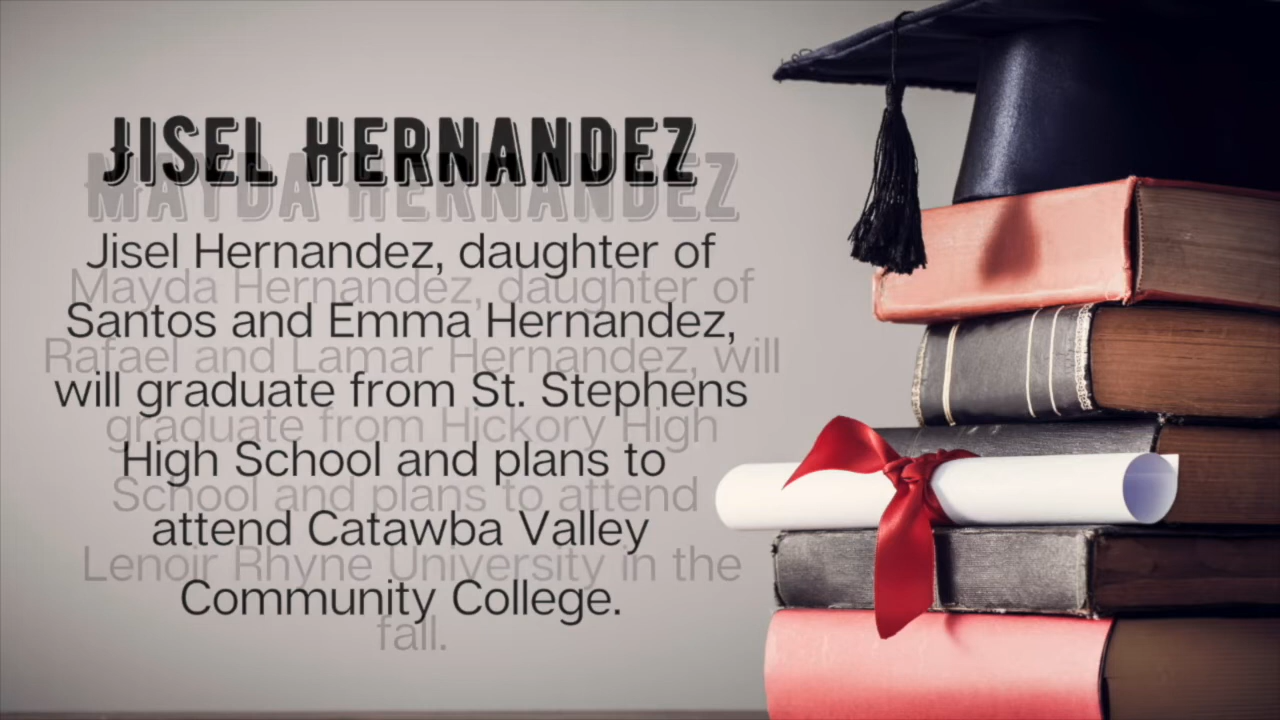 JISEL HERNANDEZ
MAYDA HERNANDEZ
Jisel Hernandez, daughter of
Mayda Hernandez, daughter of
Santos and Emma Hernandez,
Rafael and Lamar Hernandez, will
will graduate from St. Stephens
graduate from Hickory High
High School and plans to
School and plans to attend
attend Catawba Valley
Lenoir Rhyne University in the
Community College.
fall.